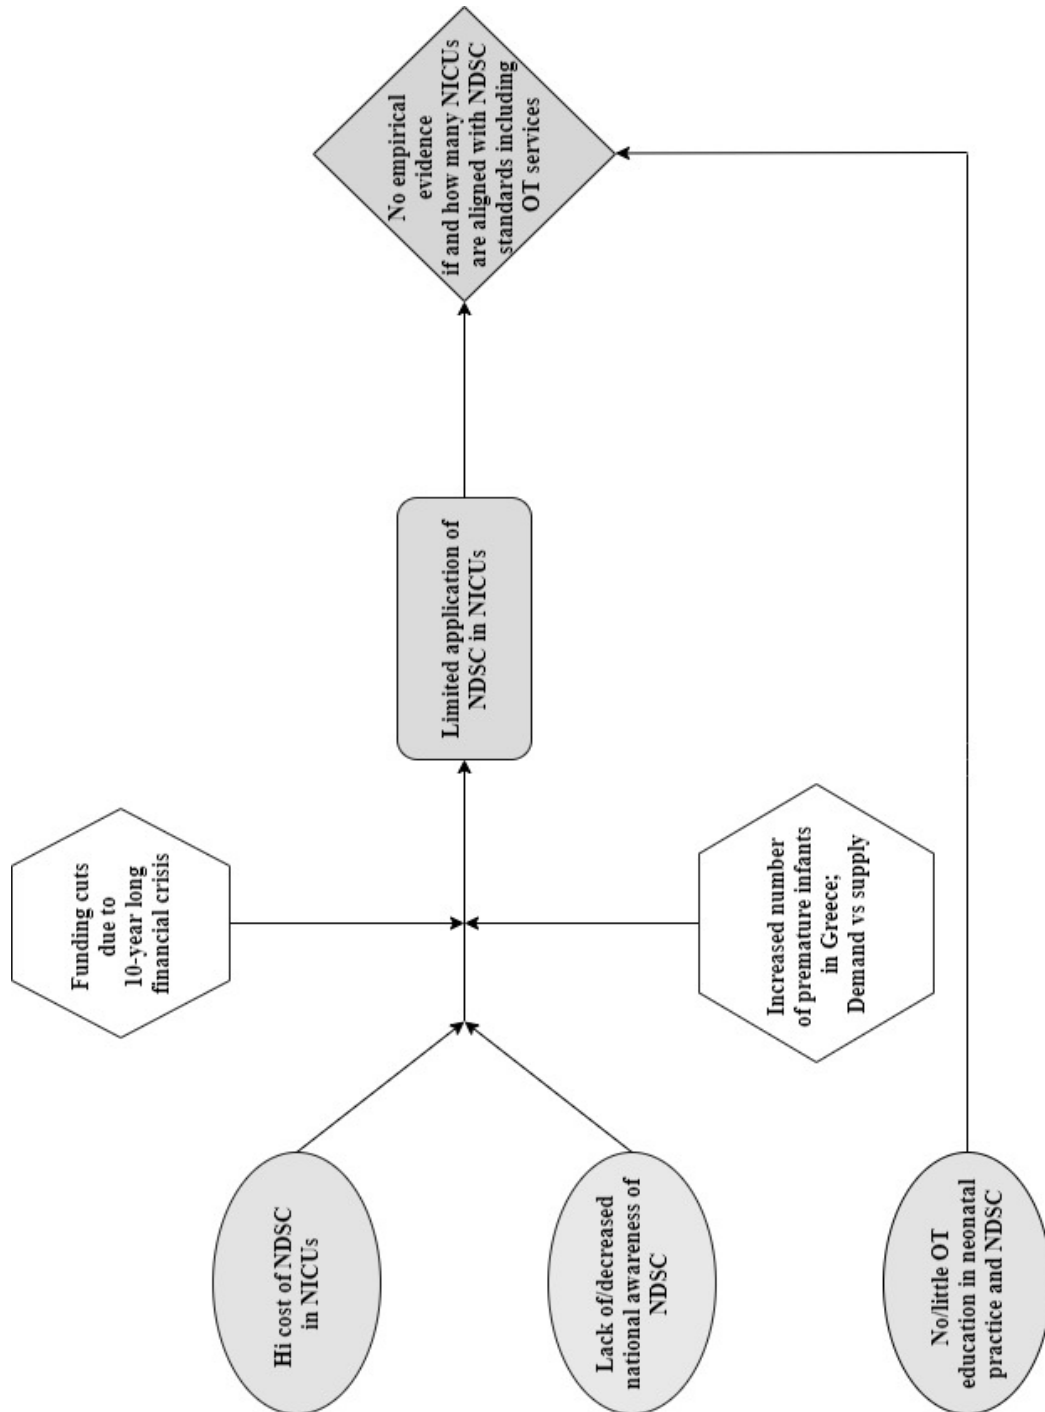 Hi cost of NDSC
in NICUs
Lack of/decreased
national awareness of
NDSC
No/little OT
education in neonatal
practice and NDSC
Funding cuts
due to
10-year long
financial crisis
Increased number
of premature infants
in Greece;
Demand vs supply
Limited application of
NDSC in NICUs
No empirical
evidence
if and how many NICUs
are aligned with NDSC
standards including
OT services